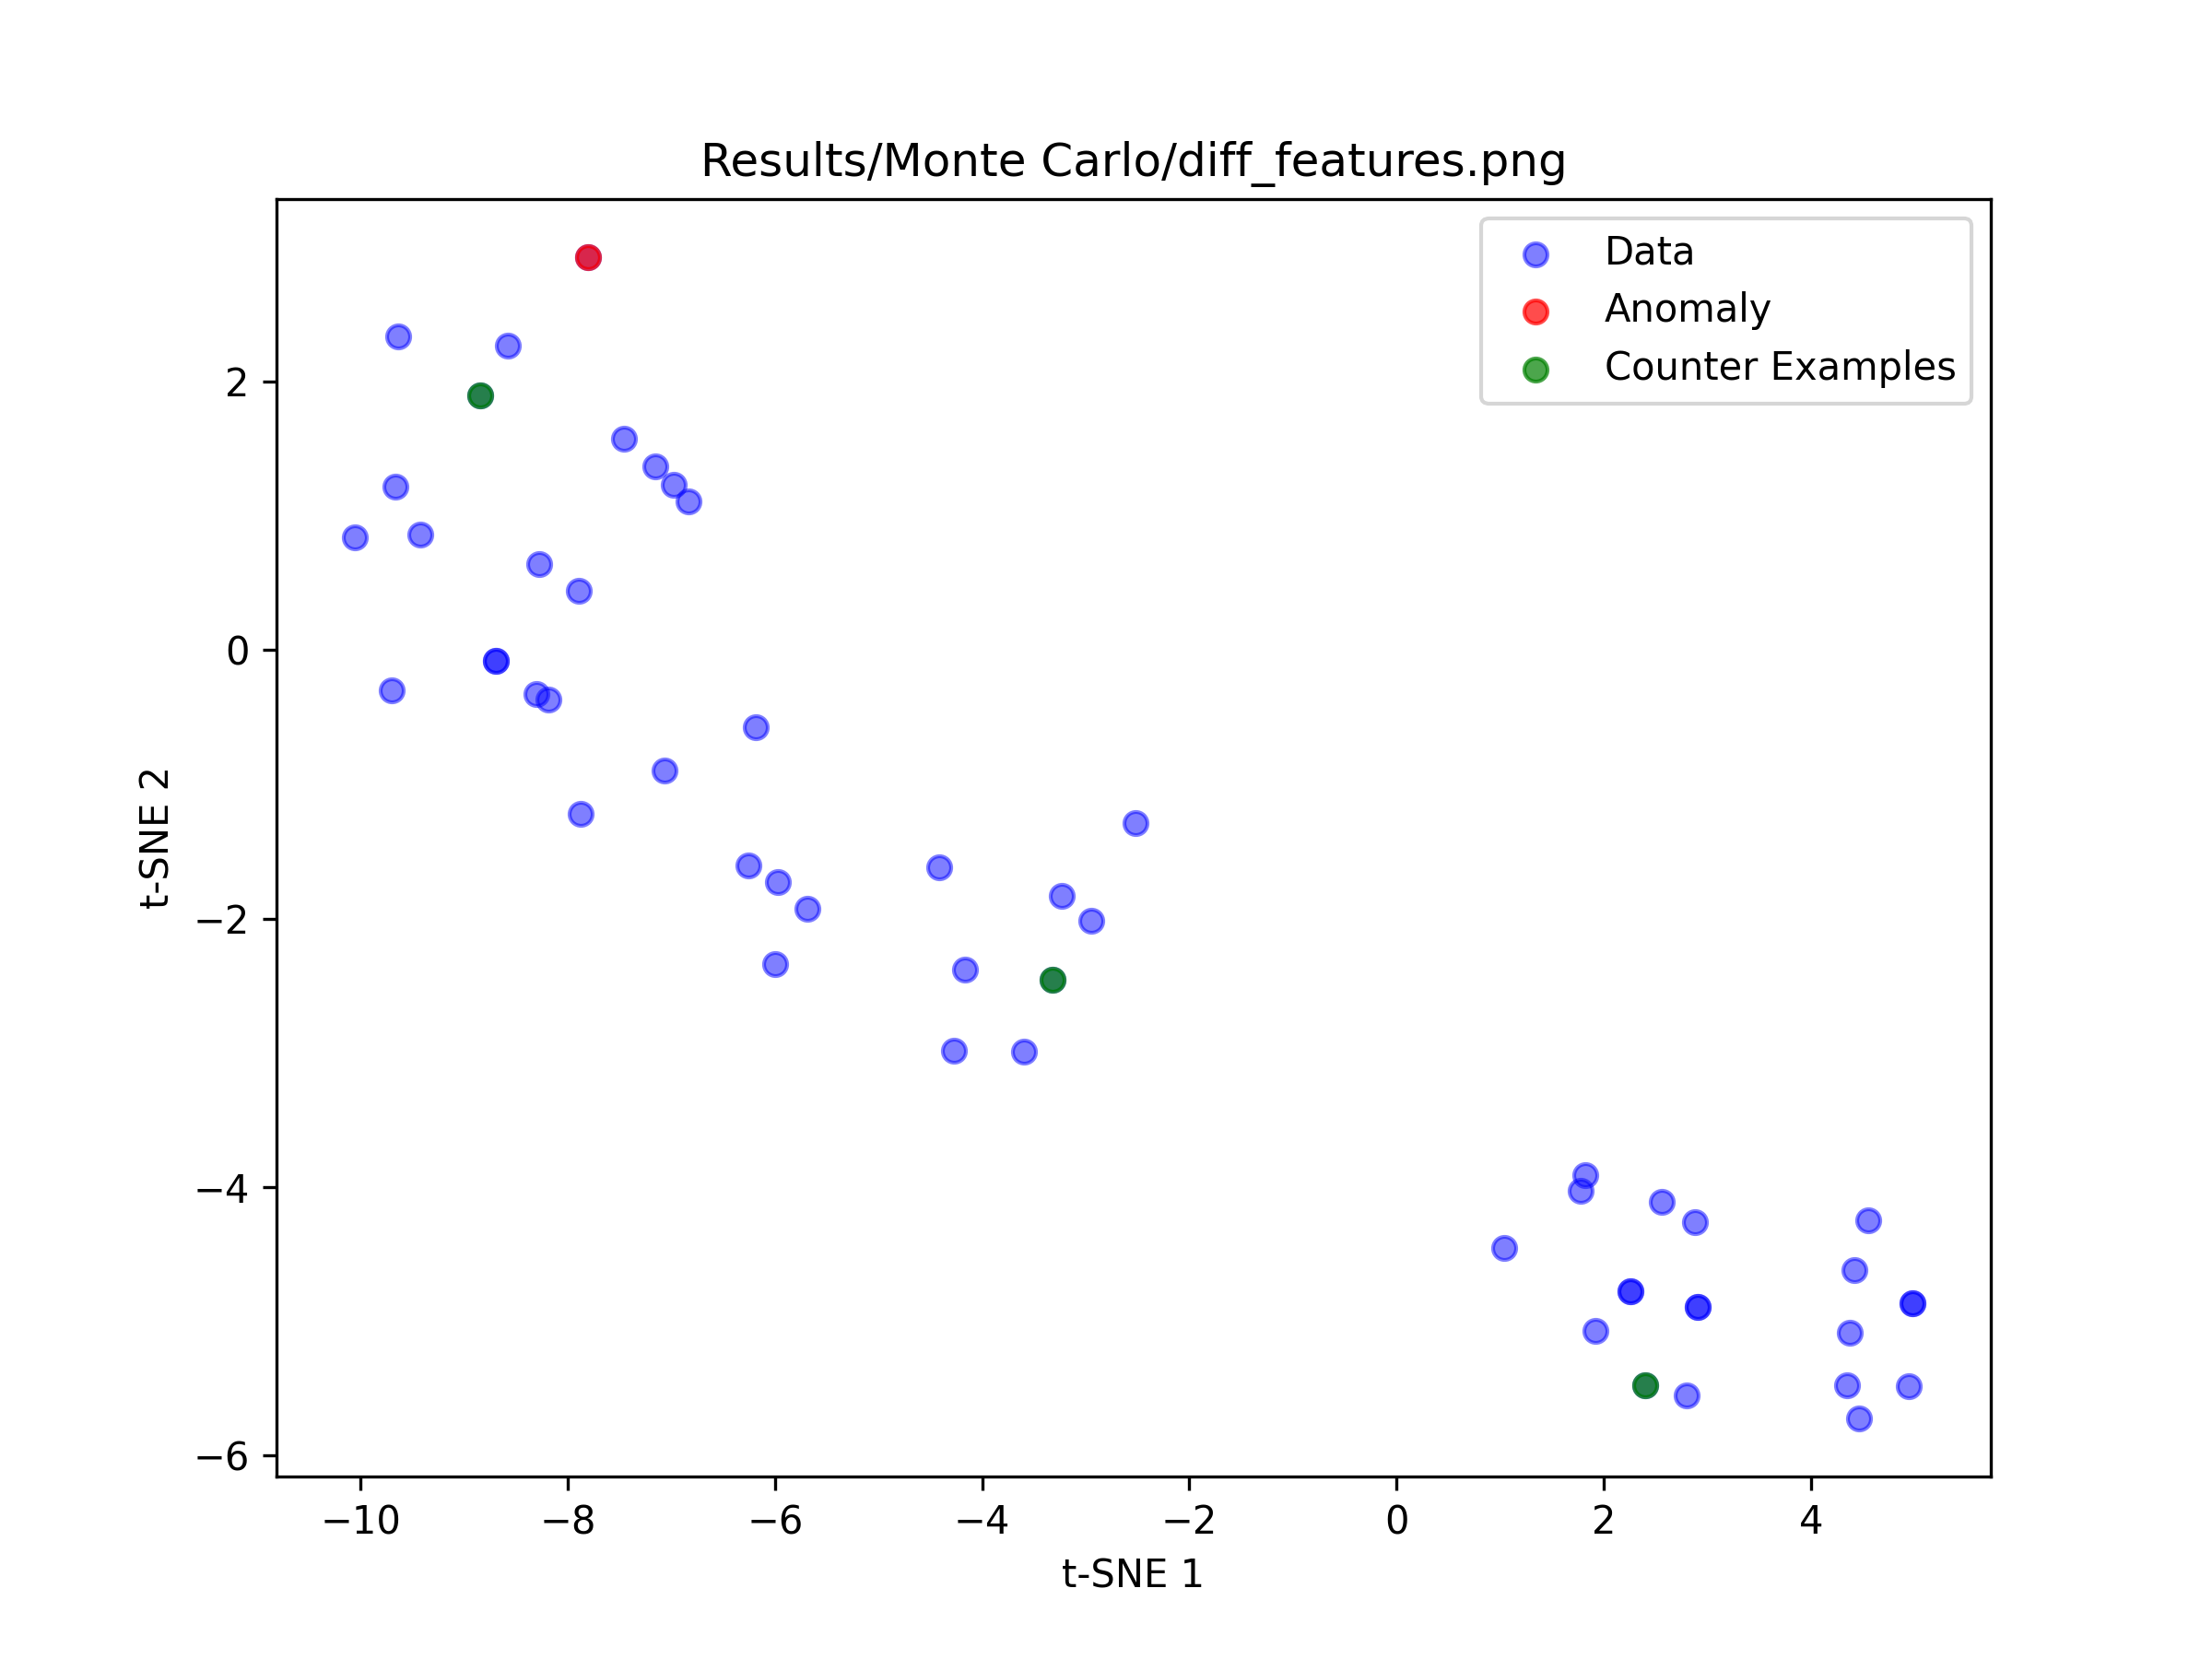 Results/Monte Carlo/diff_features.png
Data
Anomaly
Counter Examples
2
0
−2
−4
−6
t-SNE 2
−10 −8 −6 −4 −2 0 2 4
t-SNE 1